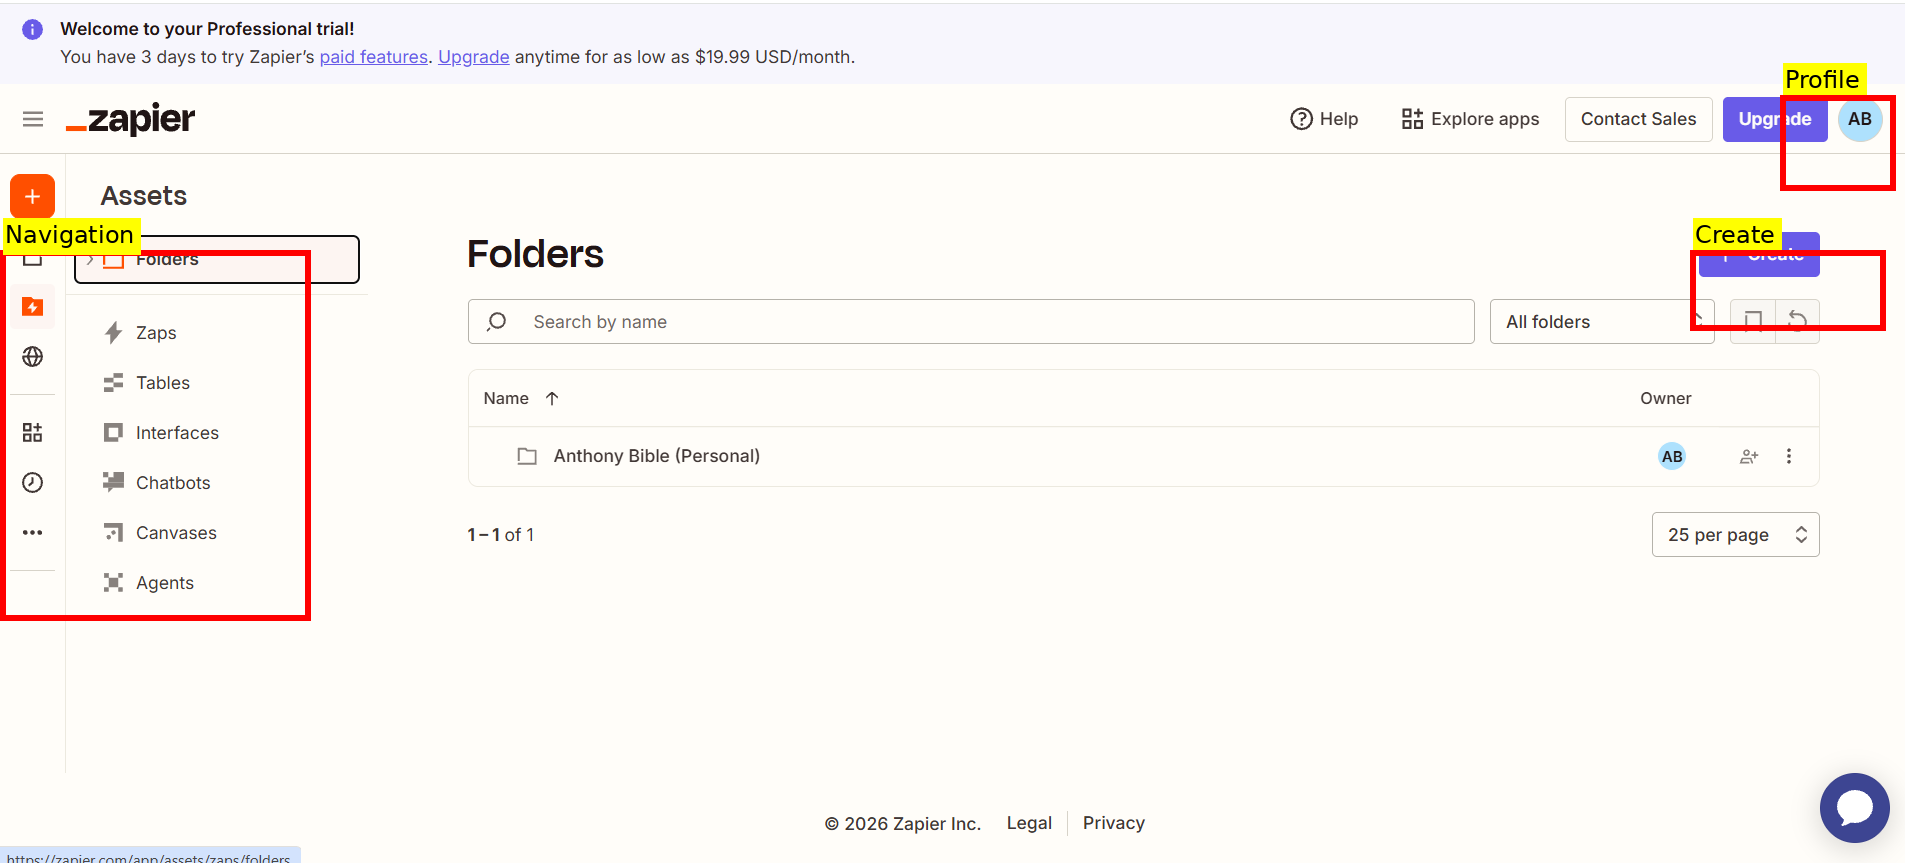 Welcome to your Professional trial!
You have 3 days to try Zapier's paid features. Upgrade anytime for as low as $19.99 USD/month.
Profile
zapier
Help
Explore apps
Contact Sales
Upgrade
AB
Assets
Navigation
Folders
Zaps
Tables
Interfaces
Chatbots
Canvases
Agents
Folders
Create
Create
Search by name
All folders
Name
Owner
Anthony Bible (Personal)
AB
1–1 of 1
25 per page
© 2026 Zapier Inc.
Legal
Privacy
https://zapier.com/app/assets/zaps/folders